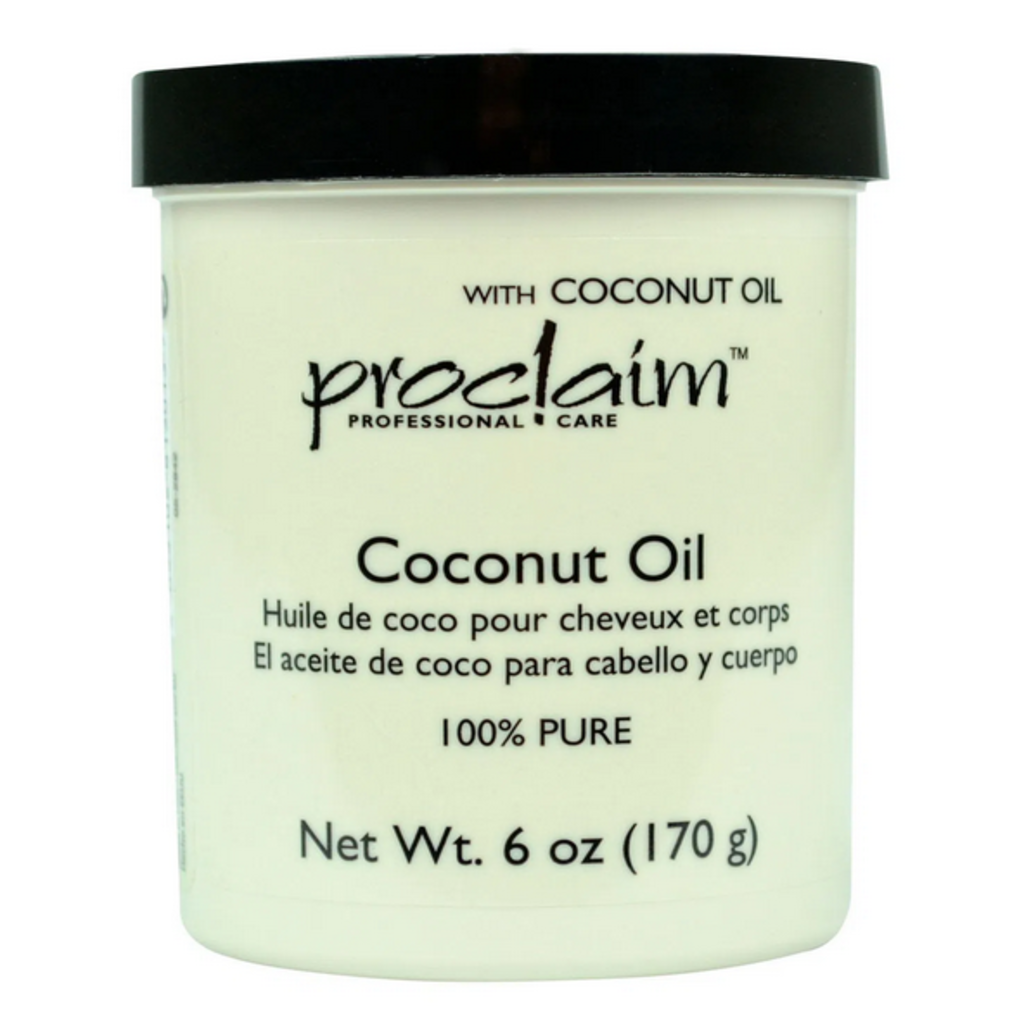 WITH COCONUT OIL
proclaim™
PROFESSIONAL CARE
Coconut Oil
Huile de coco pour cheveux et corps
El aceite de coco para cabello y cuerpo
100% PURE
Net Wt. 6 oz (170 g)